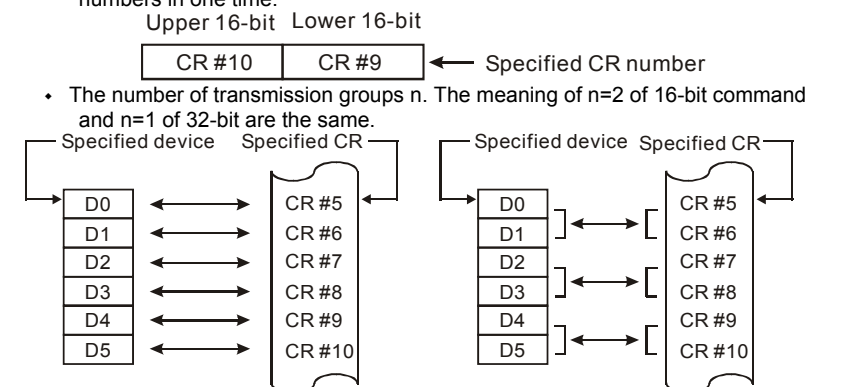 numbers in one time.
Upper 16-bit Lower 16-bit
CR #10 CR #9 Specified CR number
The number of transmission groups n. The meaning of n=2 of 16-bit command
and n=1 of 32-bit are the same.
Specified device Specified CR Specified device Specified CR
D0 CR #5 D0 CR #5
D1 CR #6 D1 CR #6
D2 CR #7 D2 CR #7
D3 CR #8 D3 CR #8
D4 CR #9 D4 CR #9
D5 CR #10 D5 CR #10